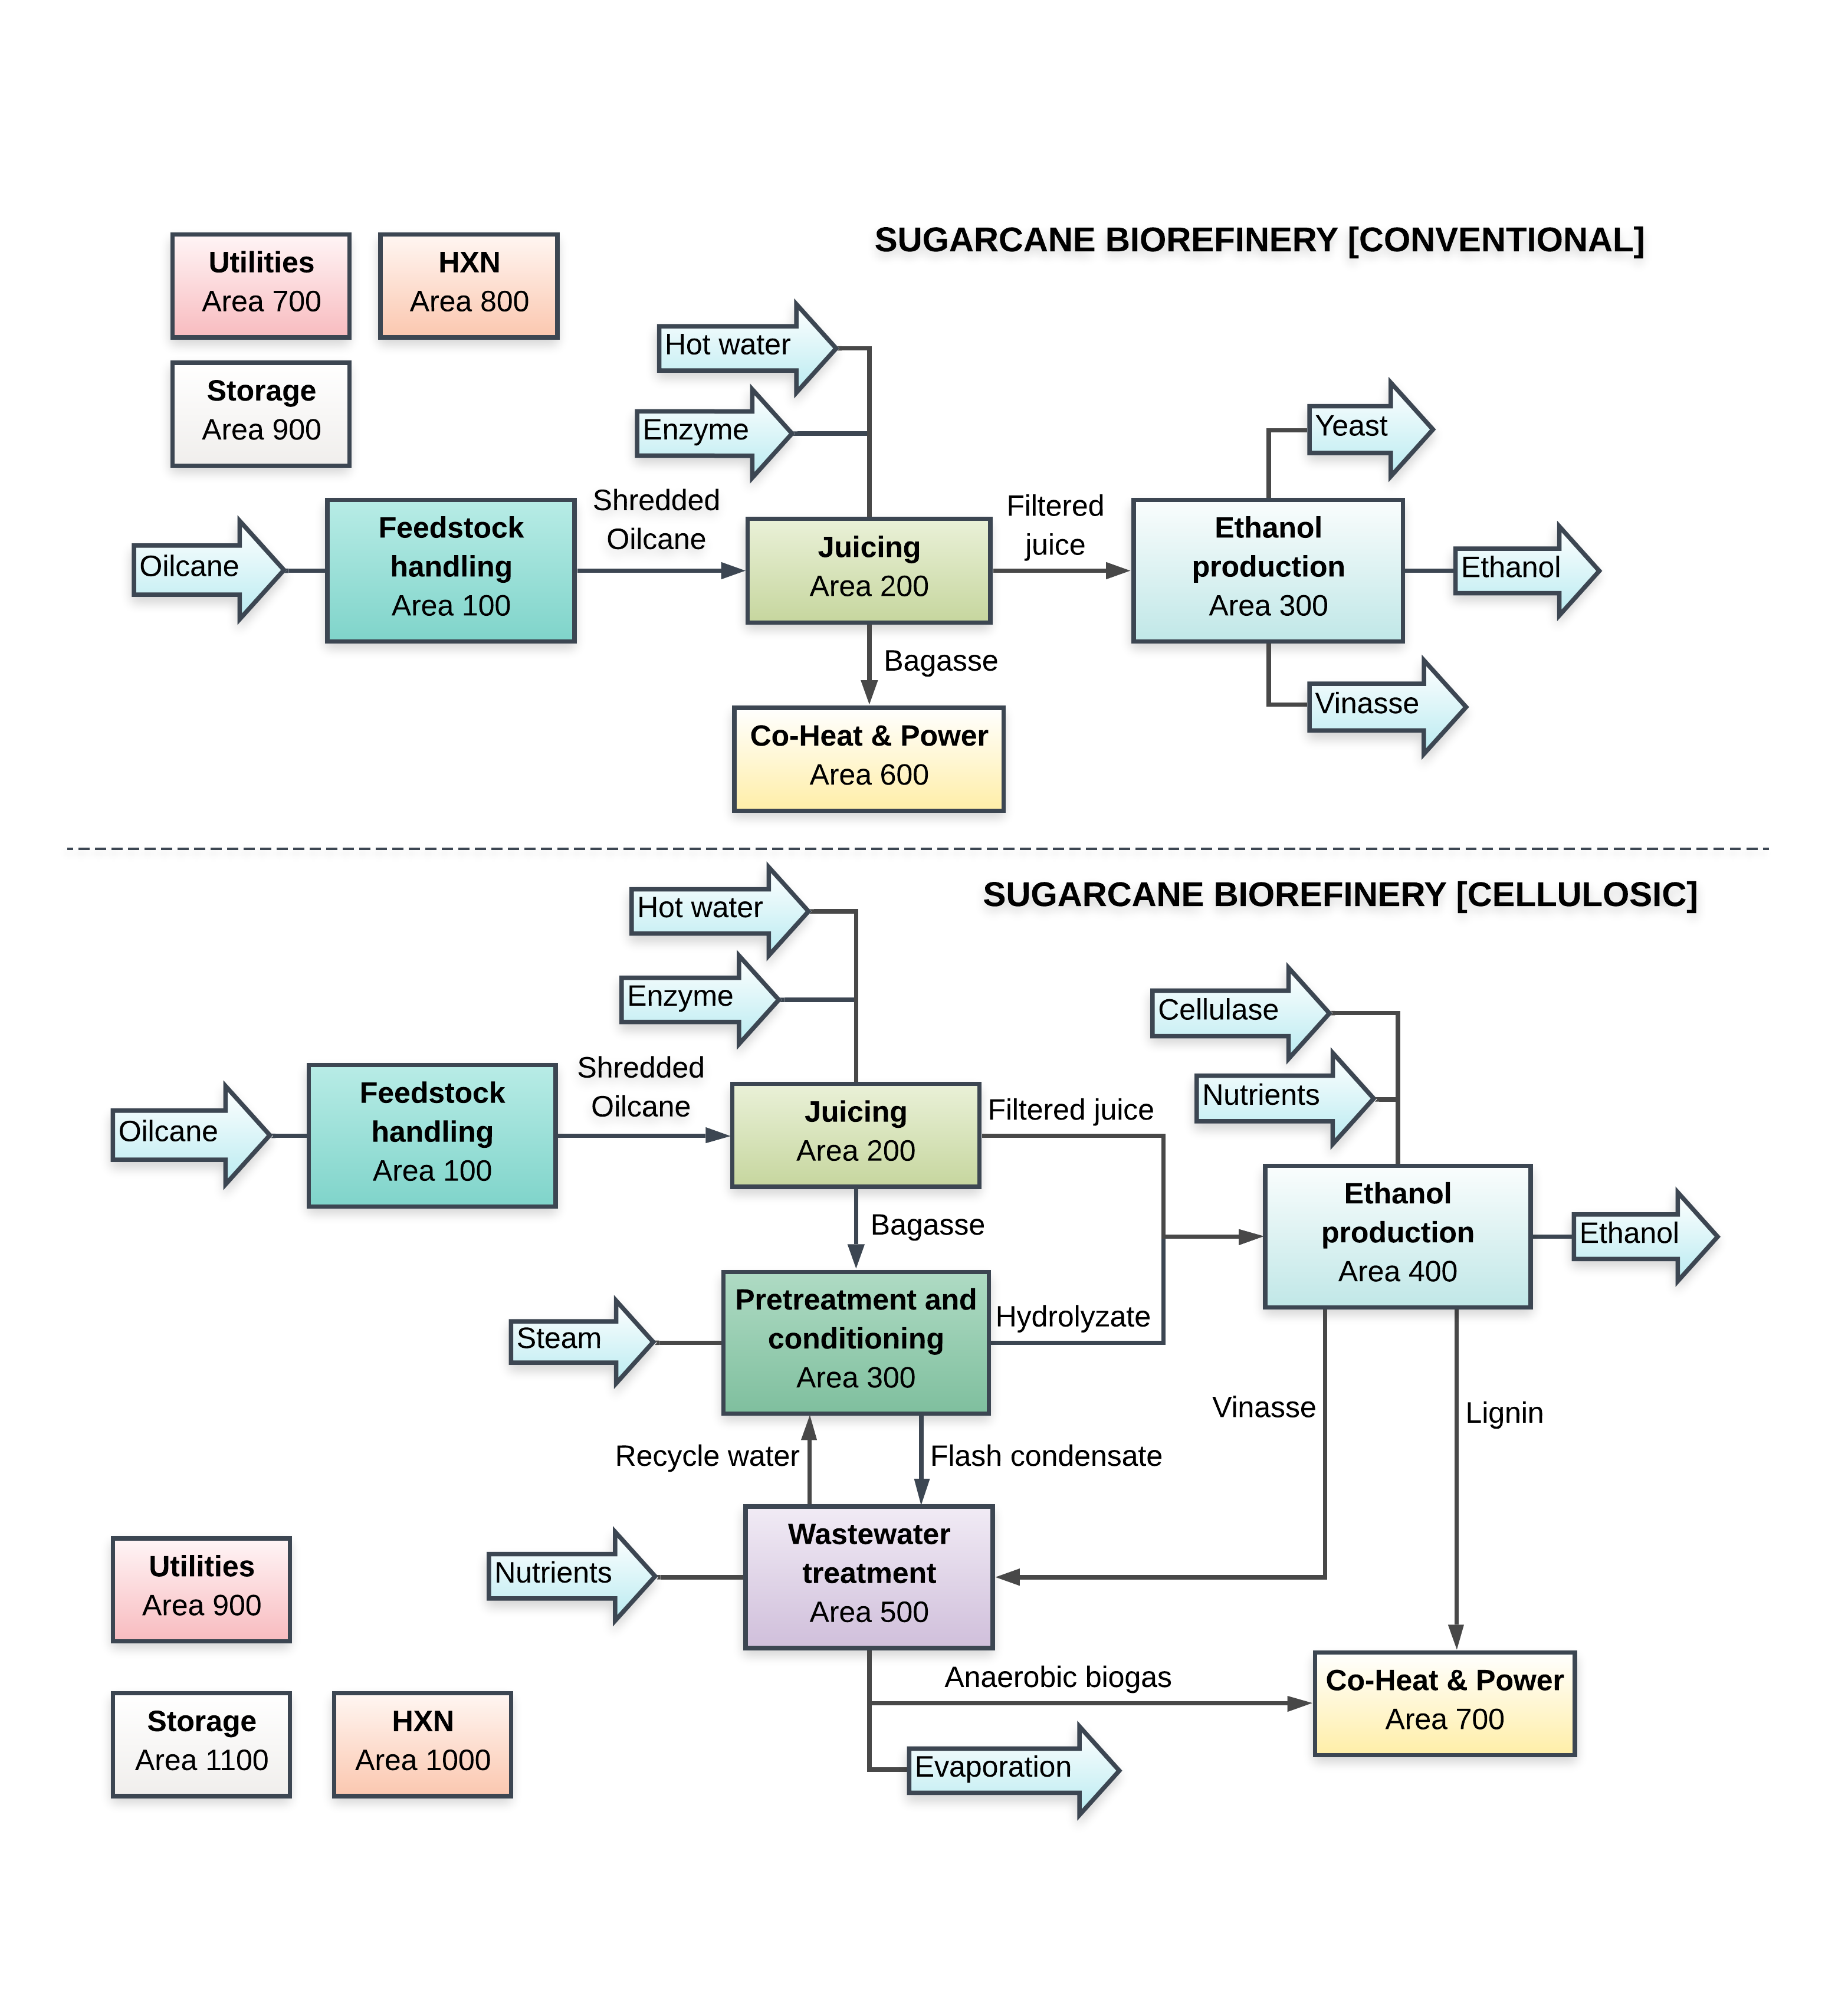 SUGARCANE BIOREFINERY [CONVENTIONAL]
Utilities
Area 700
HXN
Area 800
Storage
Area 900
Hot water
Enzyme
Yeast
Oilcane
Feedstock
handling
Area 100
Shredded
Oilcane
Juicing
Area 200
Filtered
juice
Ethanol
production
Area 300
Ethanol
Bagasse
Vinasse
Co-Heat & Power
Area 600
SUGARCANE BIOREFINERY [CELLULOSIC]
Hot water
Enzyme
Cellulase
Nutrients
Oilcane
Feedstock
handling
Area 100
Shredded
Oilcane
Juicing
Area 200
Filtered juice
Ethanol
production
Area 400
Ethanol
Bagasse
Steam
Pretreatment and
conditioning
Area 300
Hydrolyzate
Vinasse
Lignin
Recycle water
Flash condensate
Nutrients
Wastewater
treatment
Area 500
Utilities
Area 900
Anaerobic biogas
Co-Heat & Power
Area 700
Storage
Area 1100
HXN
Area 1000
Evaporation